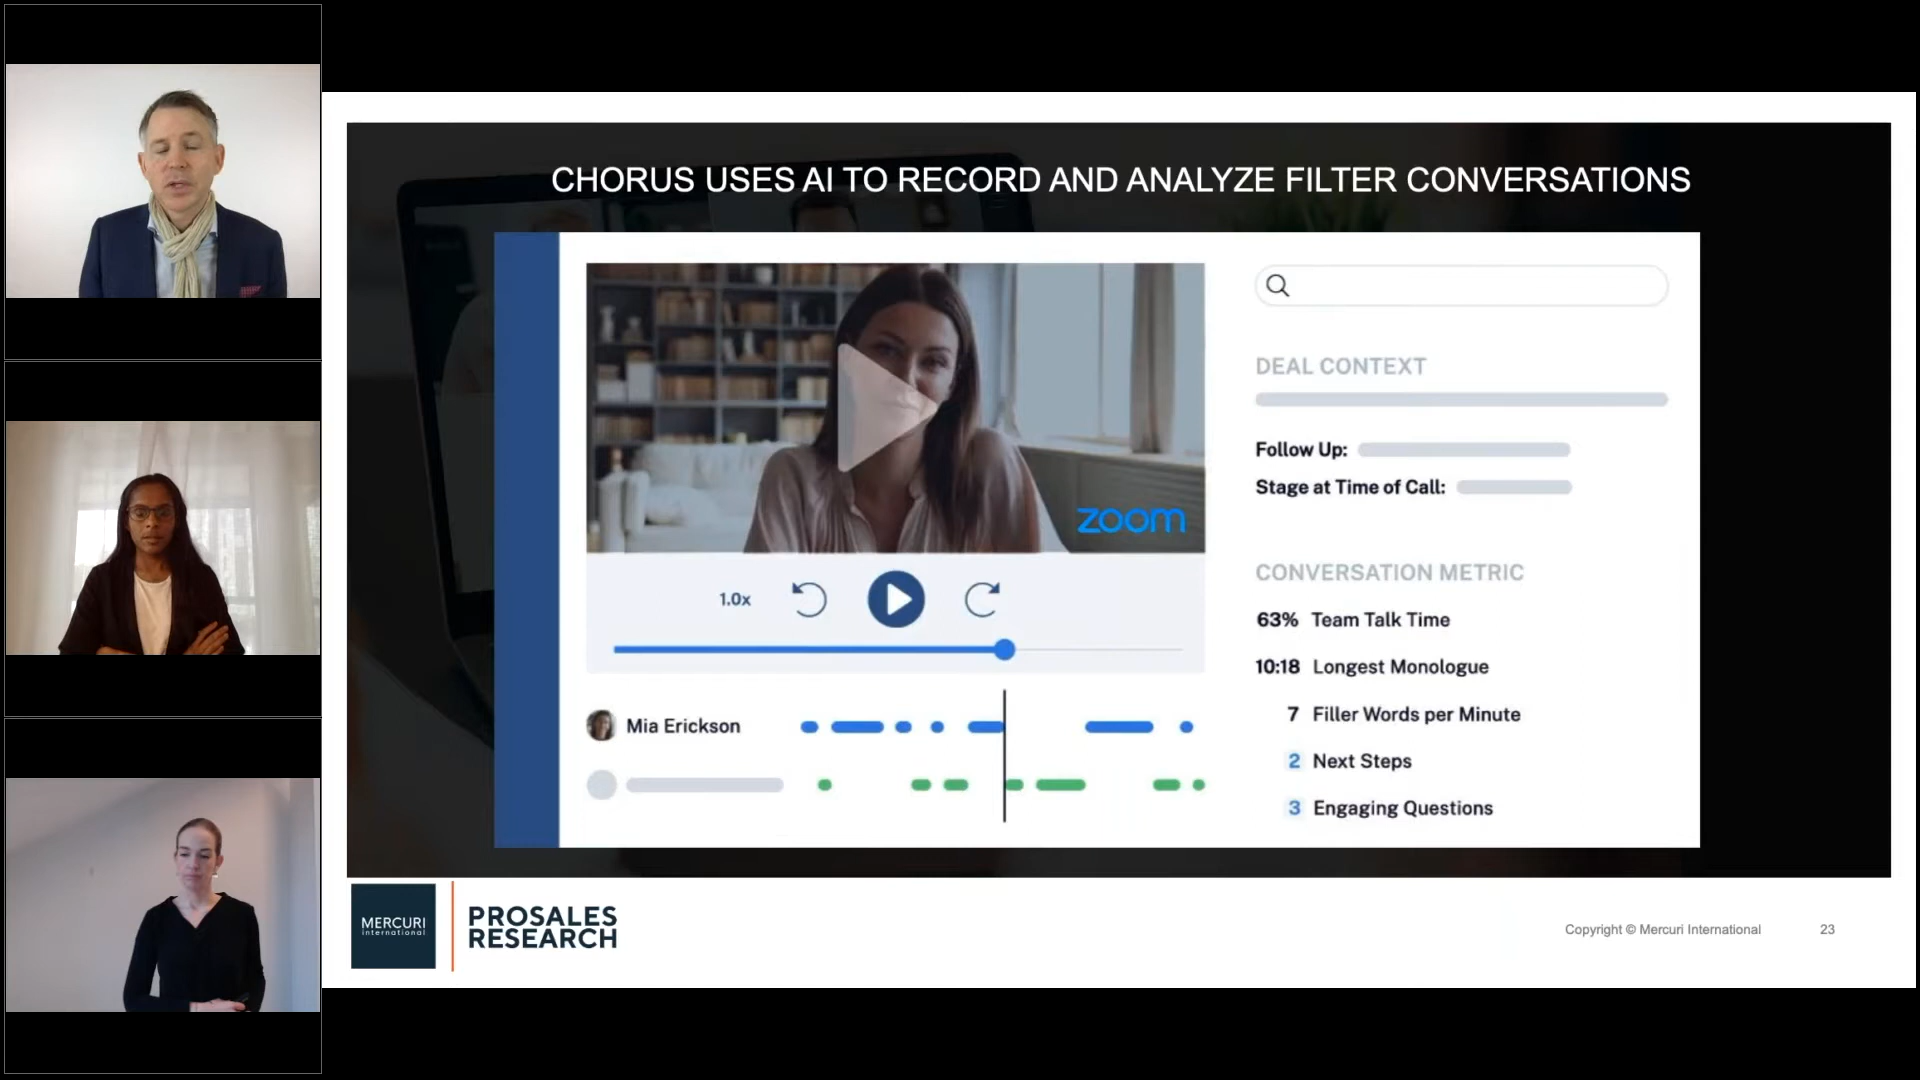 CHORUS USES AI TO RECORD AND ANALYZE FILTER CONVERSATIONS
zoom
1.0x
Mia Erickson
DEAL CONTEXT
Follow Up:
Stage at Time of Call:
CONVERSATION METRIC
63% Team Talk Time
10:18 Longest Monologue
7 Filler Words per Minute
2 Next Steps
3 Engaging Questions
MERCURI
international
PROSALES
RESEARCH
Copyright © Mercuri International
23